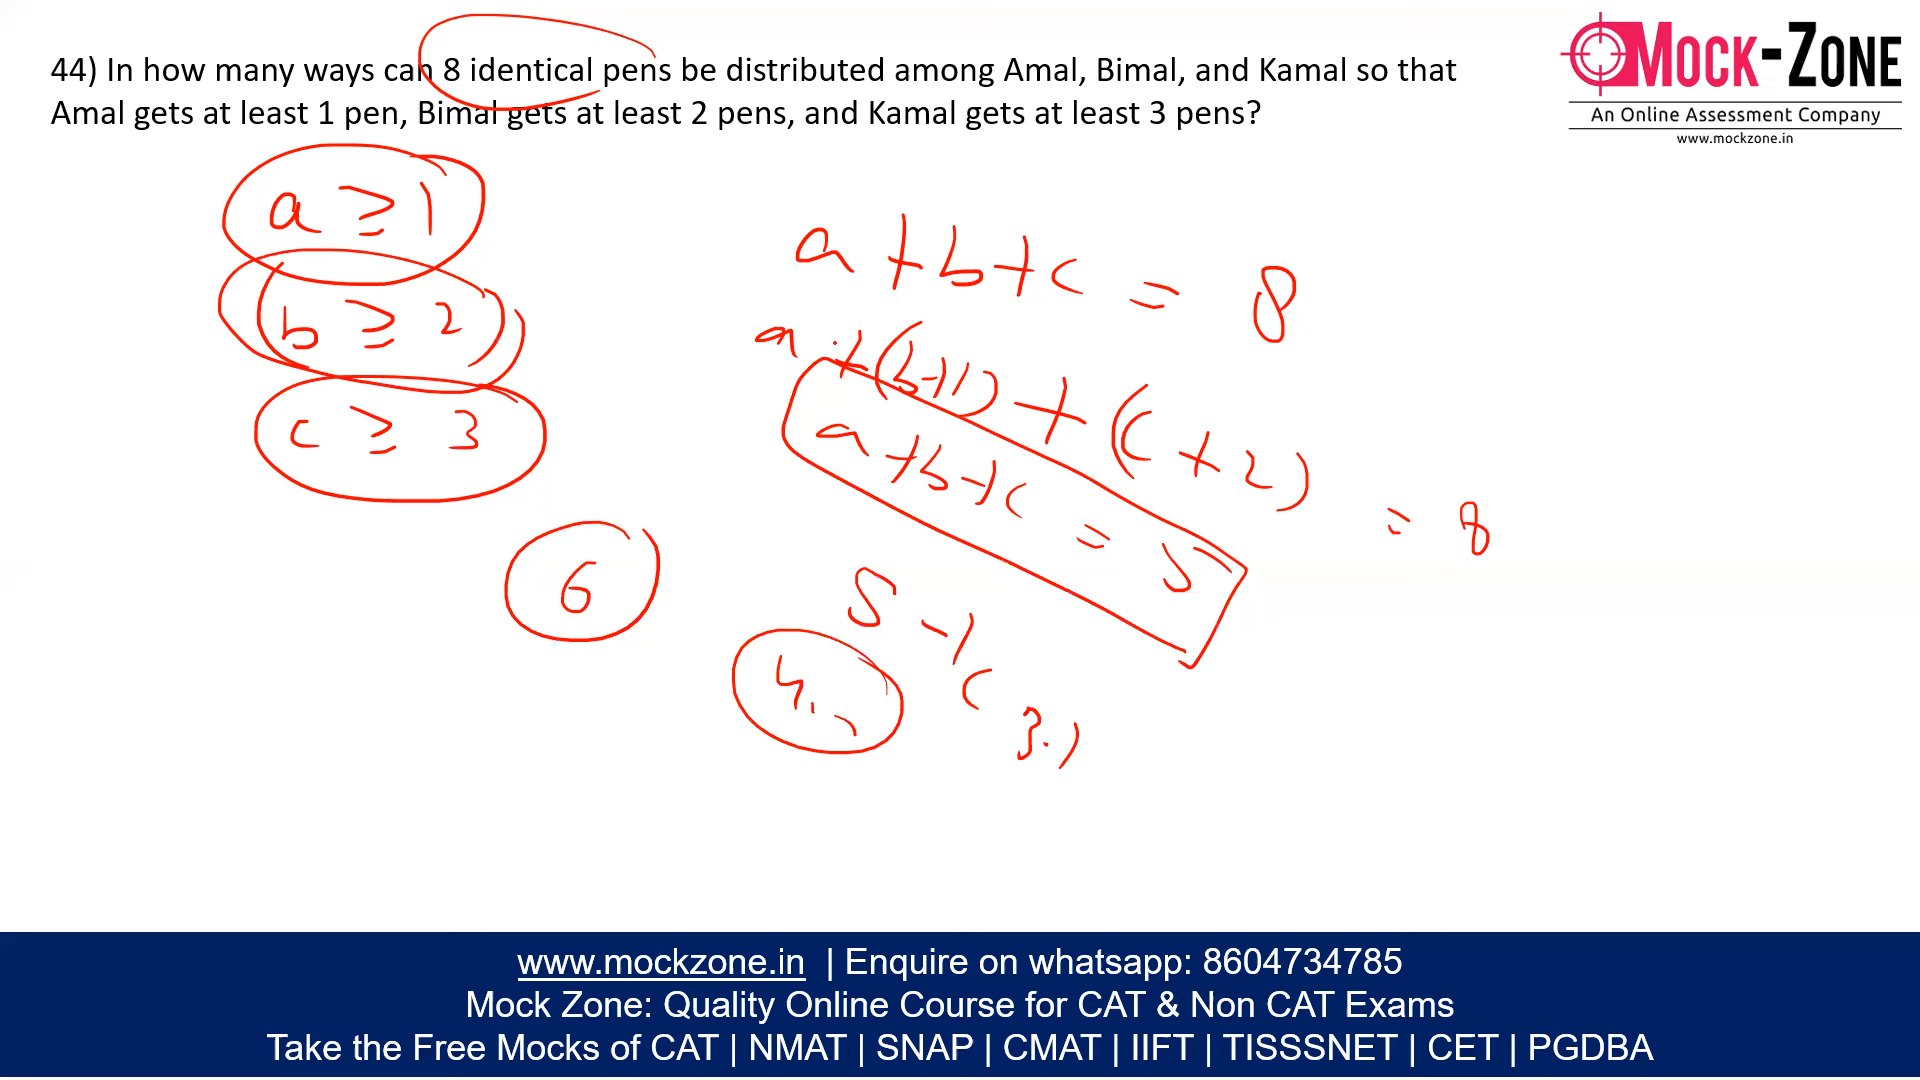 44) In how many ways can 8 identical pens be distributed among Amal, Bimal, and Kamal so that
Amal gets at least 1 pen, Bimal gets at least 2 pens, and Kamal gets at least 3 pens?
MOCK-ZONE
An Online Assessment Company
www.mockzone.in
a ≥ 1
b ≥ 2
c ≥ 3
a + b + c = 8
a + (b+1) + (c + 2) = 8
a + b + c = 5
6
5-1C3-1
4C2
www.mockzone.in | Enquire on whatsapp: 8604734785
Mock Zone: Quality Online Course for CAT & Non CAT Exams
Take the Free Mocks of CAT | NMAT | SNAP | CMAT | IIFT | TISSSNET | CET | PGDBA